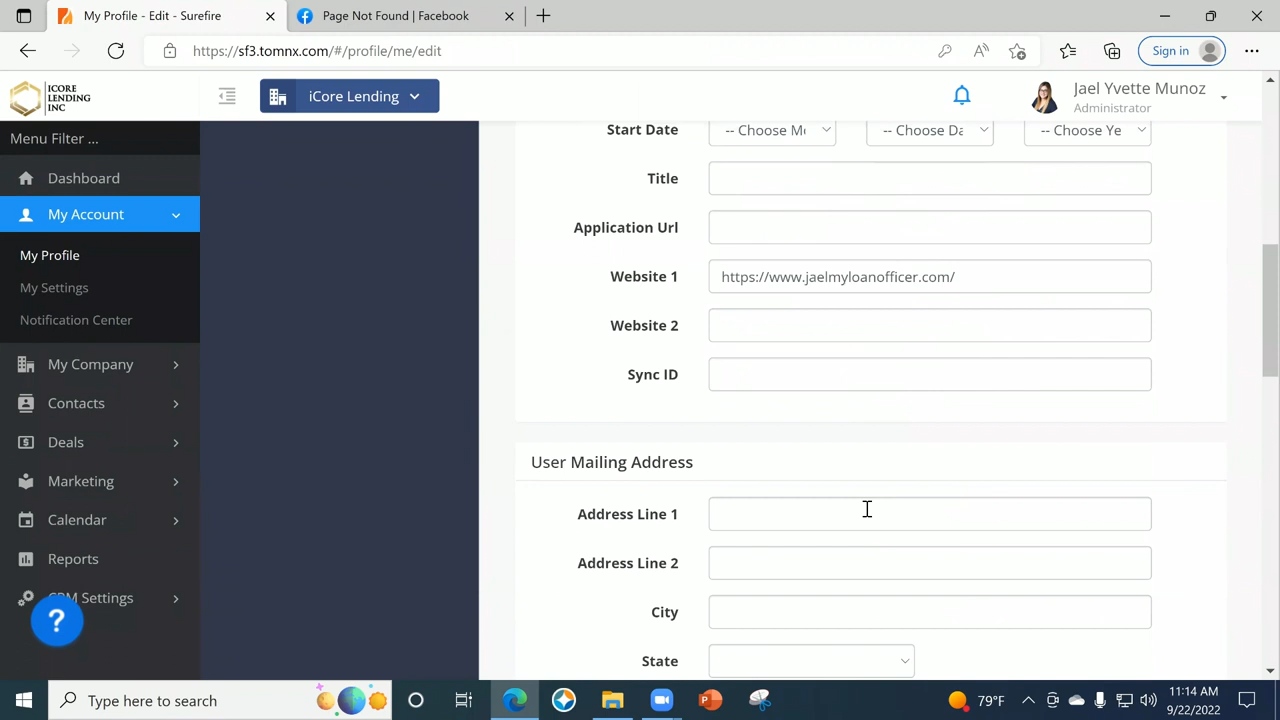 My Profile - Edit - Surefire
Page Not Found | Facebook
https://sf3.tomnx.com/#/profile/me/edit
Sign in
ICORE
LENDING
INC
iCore Lending
Jael Yvette Munoz
Administrator
Menu Filter ...
Dashboard
My Account
My Profile
My Settings
Notification Center
My Company
Contacts
Deals
Marketing
Calendar
Reports
CRM Settings
?
Start Date
-- Choose M
-- Choose Da
-- Choose Ye
Title
Application Url
Website 1
https://www.jaelmyloanofficer.com/
Website 2
Sync ID
User Mailing Address
Address Line 1
Address Line 2
City
State
Type here to search
79°F
11:14 AM
9/22/2022